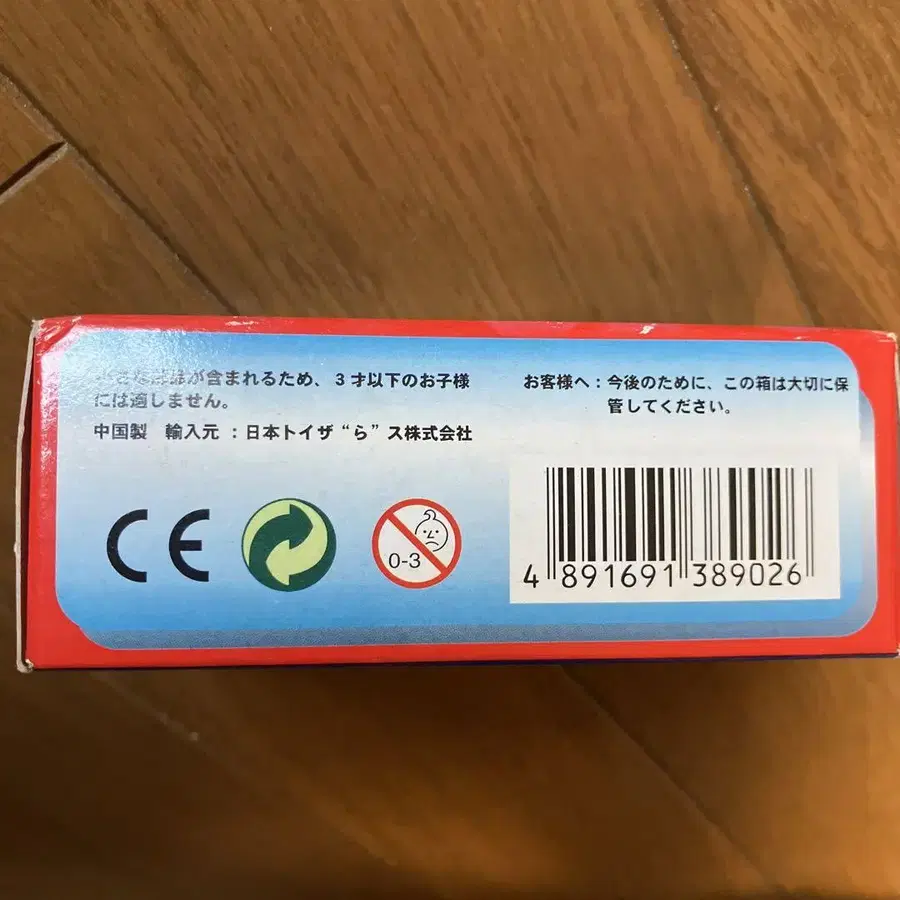 小さな部品が含まれるため、3才以下のお子様
には適しません。
中国製 輸入元 : 日本トイザ“ら”ス株式会社
お客様へ : 今後のために、この箱は大切に保
管してください。
CE
0-3
4 891691 389026